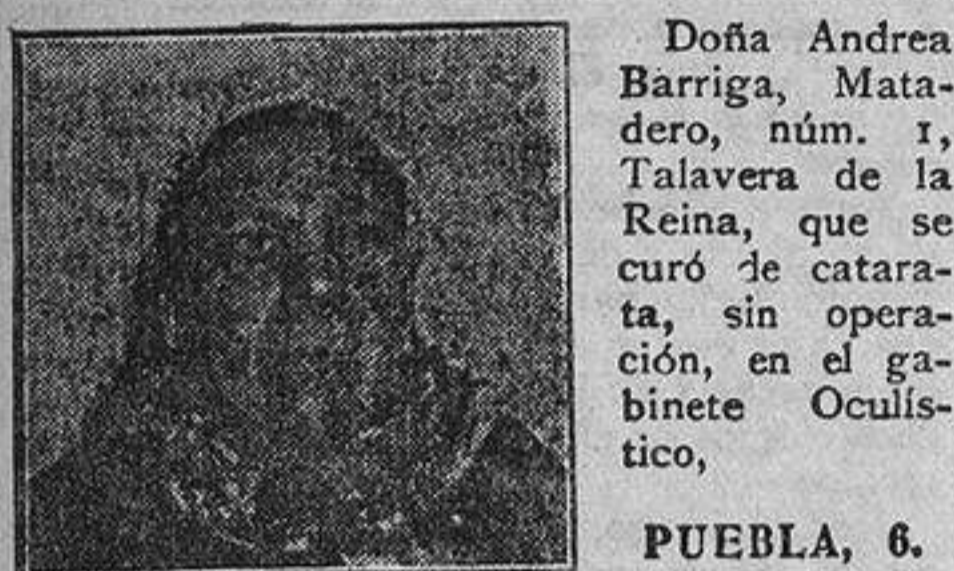 Doña Andrea
Barriga, Mata-
dero, núm. 1,
Talavera de la
Reina, que se
curó de catara-
ta, sin opera-
ción, en el ga-
binete Oculís-
tico,
PUEBLA, 6.